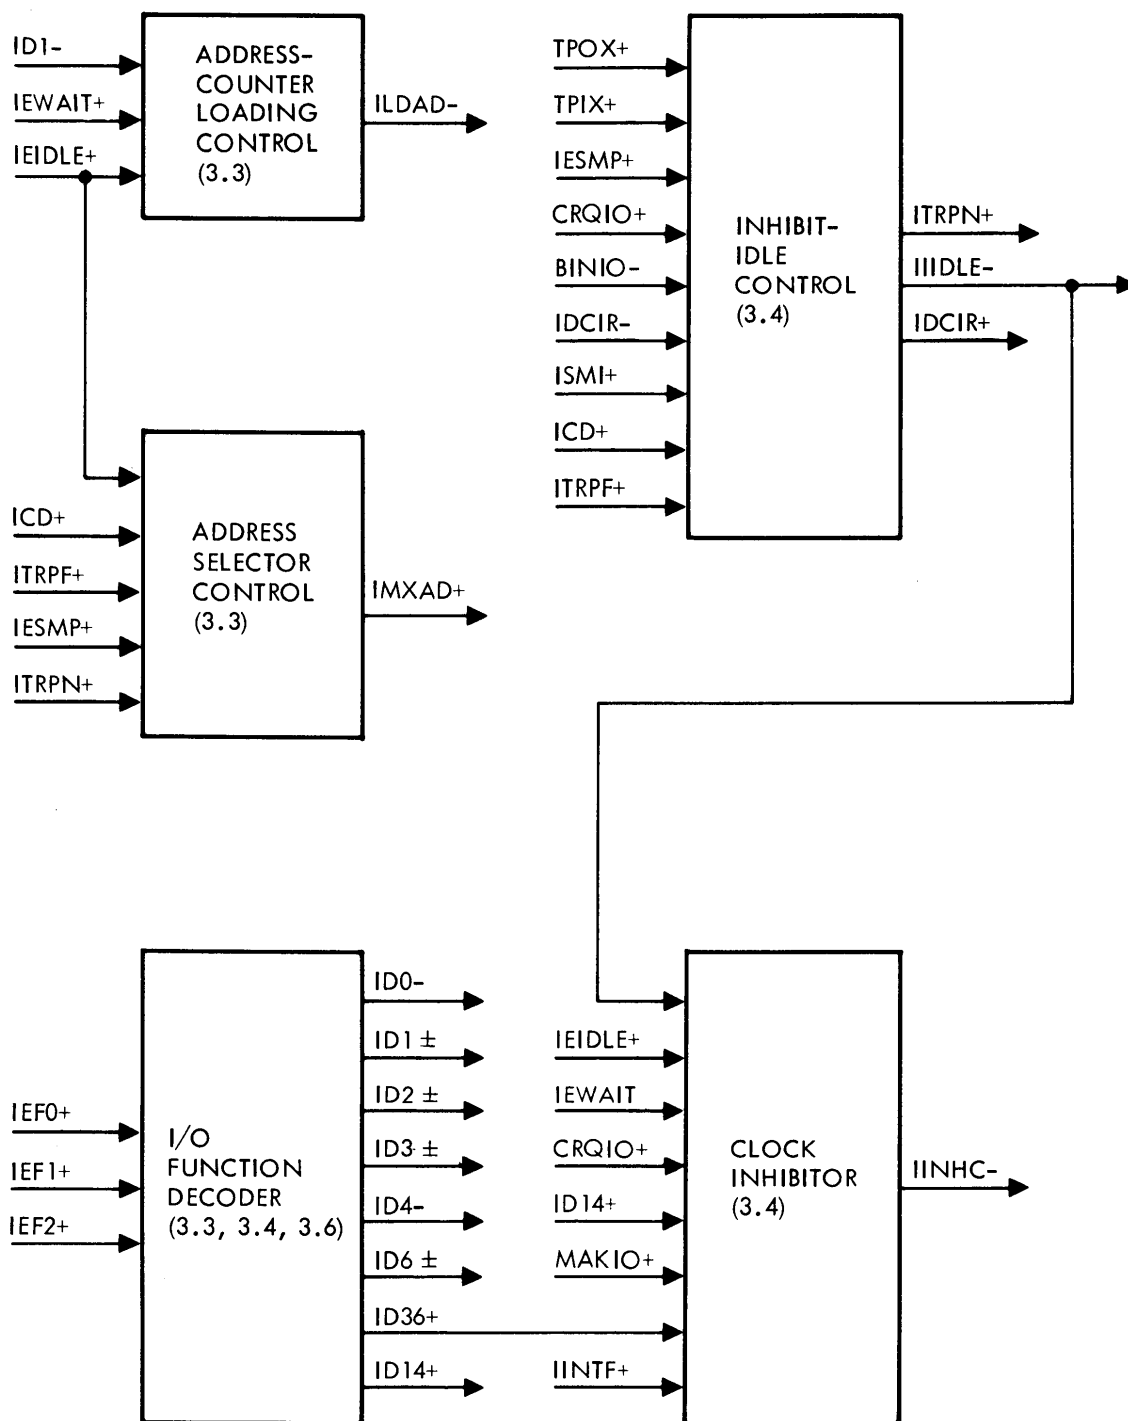 ID1-
IEWAIT+
IEIDLE+
ADDRESS-
COUNTER
LOADING
CONTROL
(3.3)
ILDAD-
ICD+
ITRPF+
IESMP+
ITRPN+
ADDRESS
SELECTOR
CONTROL
(3.3)
IMXAD+
TPOX+
TPIX+
IESMP+
CRQIO+
BINIO-
IDCIR-
ISMI+
ICD+
ITRPF+
INHIBIT-
IDLE
CONTROL
(3.4)
ITRPN+
IIIDLE-
IDCIR+
IEF0+
IEF1+
IEF2+
I/O
FUNCTION
DECODER
(3.3, 3.4, 3.6)
ID0-
ID1 ±
ID2 ±
ID3 ±
ID4-
ID6 ±
ID36+
ID14+
IEIDLE+
IEWAIT
CRQIO+
ID14+
MAKIO+
IINTF+
CLOCK
INHIBITOR
(3.4)
IINHC-